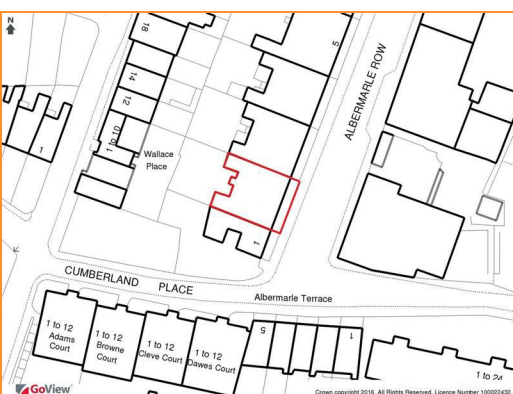 N
18
14
12
1 to 10
Wallace
Place
1
5
ALBERMARLE ROW
1
CUMBERLAND PLACE
Albermarle Terrace
1 to 12
Adams
Court
1 to 12
Browne
Court
1 to 12
Cleve Court
1 to 12
Dawes Court
5
1
1 to 24
GoView
Crown copyright 2016. All Rights Reserved. Licence Number 100022432.